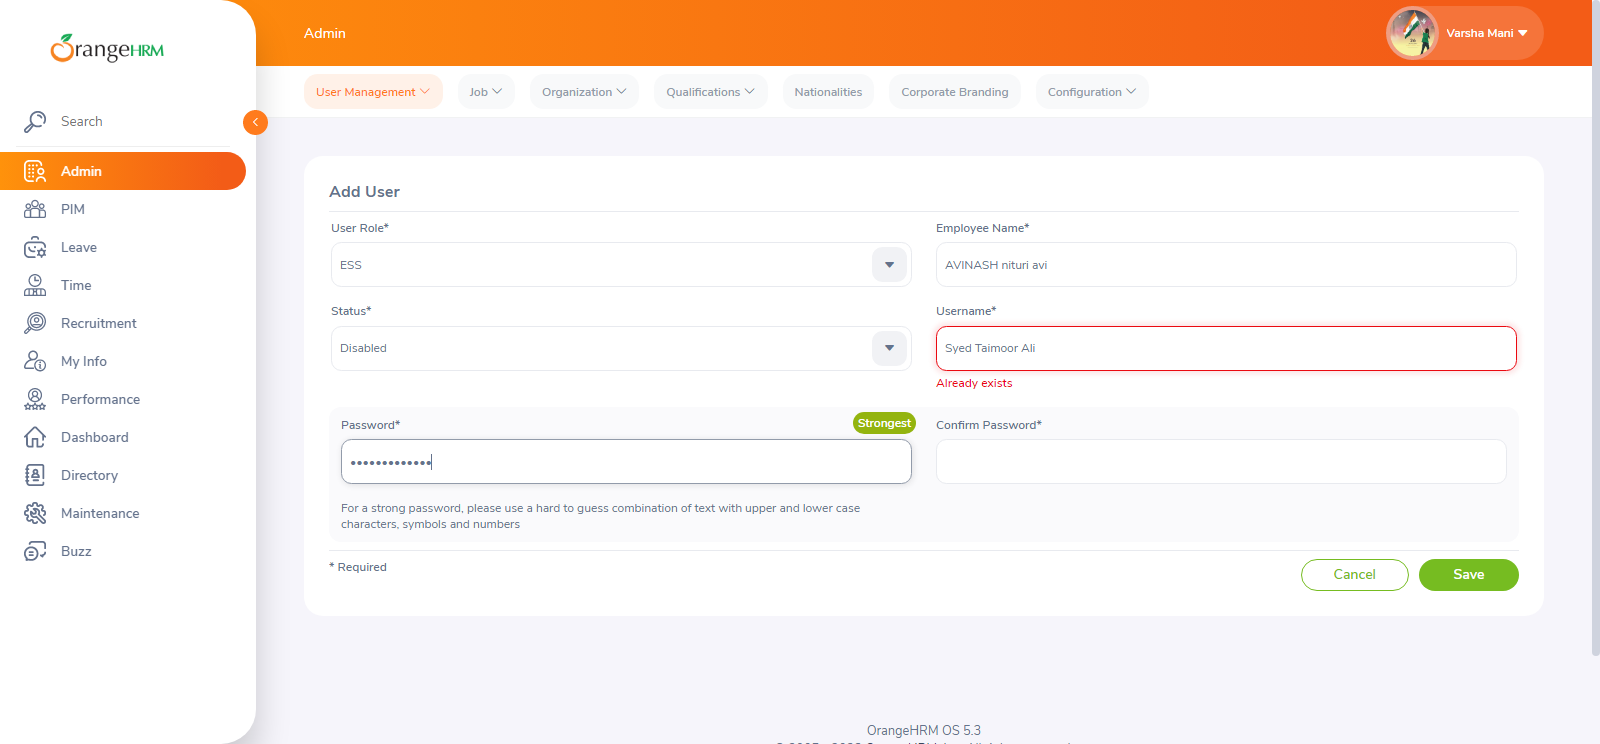 OrangeHRM
Admin
Varsha Mani
User Management
Job
Organization
Qualifications
Nationalities
Corporate Branding
Configuration
Search
Admin
PIM
Leave
Time
Recruitment
My Info
Performance
Dashboard
Directory
Maintenance
Buzz
Add User
User Role*
Employee Name*
ESS
AVINASH nituri avi
Status*
Username*
Disabled
Syed Taimoor Ali
Already exists
Password*
Strongest
Confirm Password*
For a strong password, please use a hard to guess combination of text with upper and lower case
characters, symbols and numbers
* Required
Cancel
Save
OrangeHRM OS 5.3